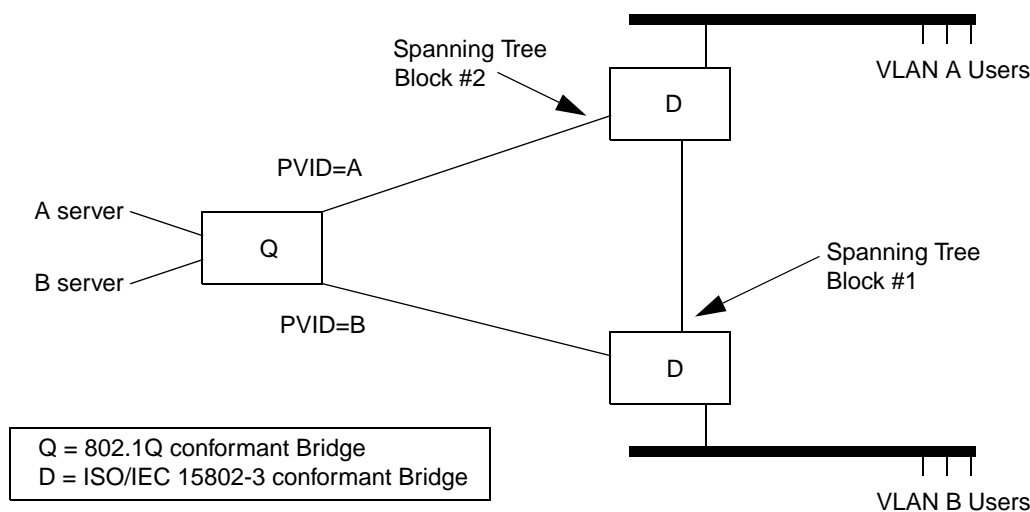 Spanning Tree
Block #2
D
VLAN A Users
PVID=A
A server
Q
B server
Spanning Tree
Block #1
PVID=B
D
Q = 802.1Q conformant Bridge
D = ISO/IEC 15802-3 conformant Bridge
VLAN B Users